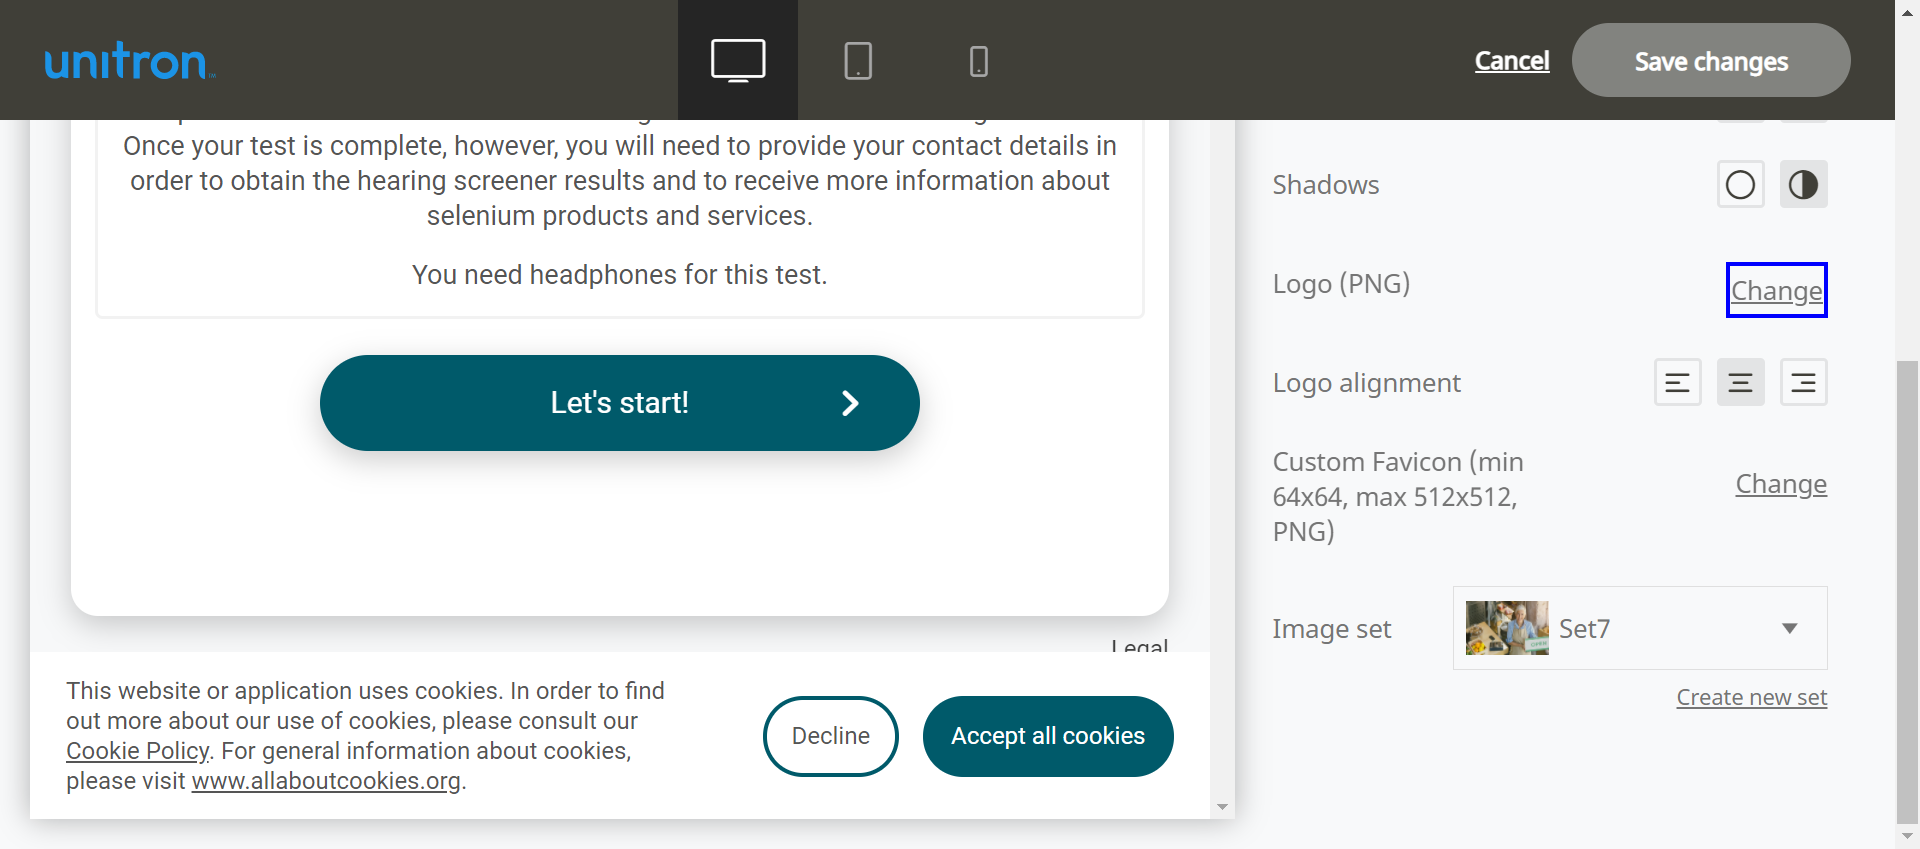 unitron™
Cancel
Save changes
Once your test is complete, however, you will need to provide your contact details in
order to obtain the hearing screener results and to receive more information about
selenium products and services.
You need headphones for this test.
Let's start!
Legal
This website or application uses cookies. In order to find
out more about our use of cookies, please consult our
Cookie Policy. For general information about cookies,
please visit www.allaboutcookies.org.
Decline
Accept all cookies
Shadows
Logo (PNG)
Change
Logo alignment
Custom Favicon (min
64x64, max 512x512,
PNG)
Change
Image set
Set7
Create new set